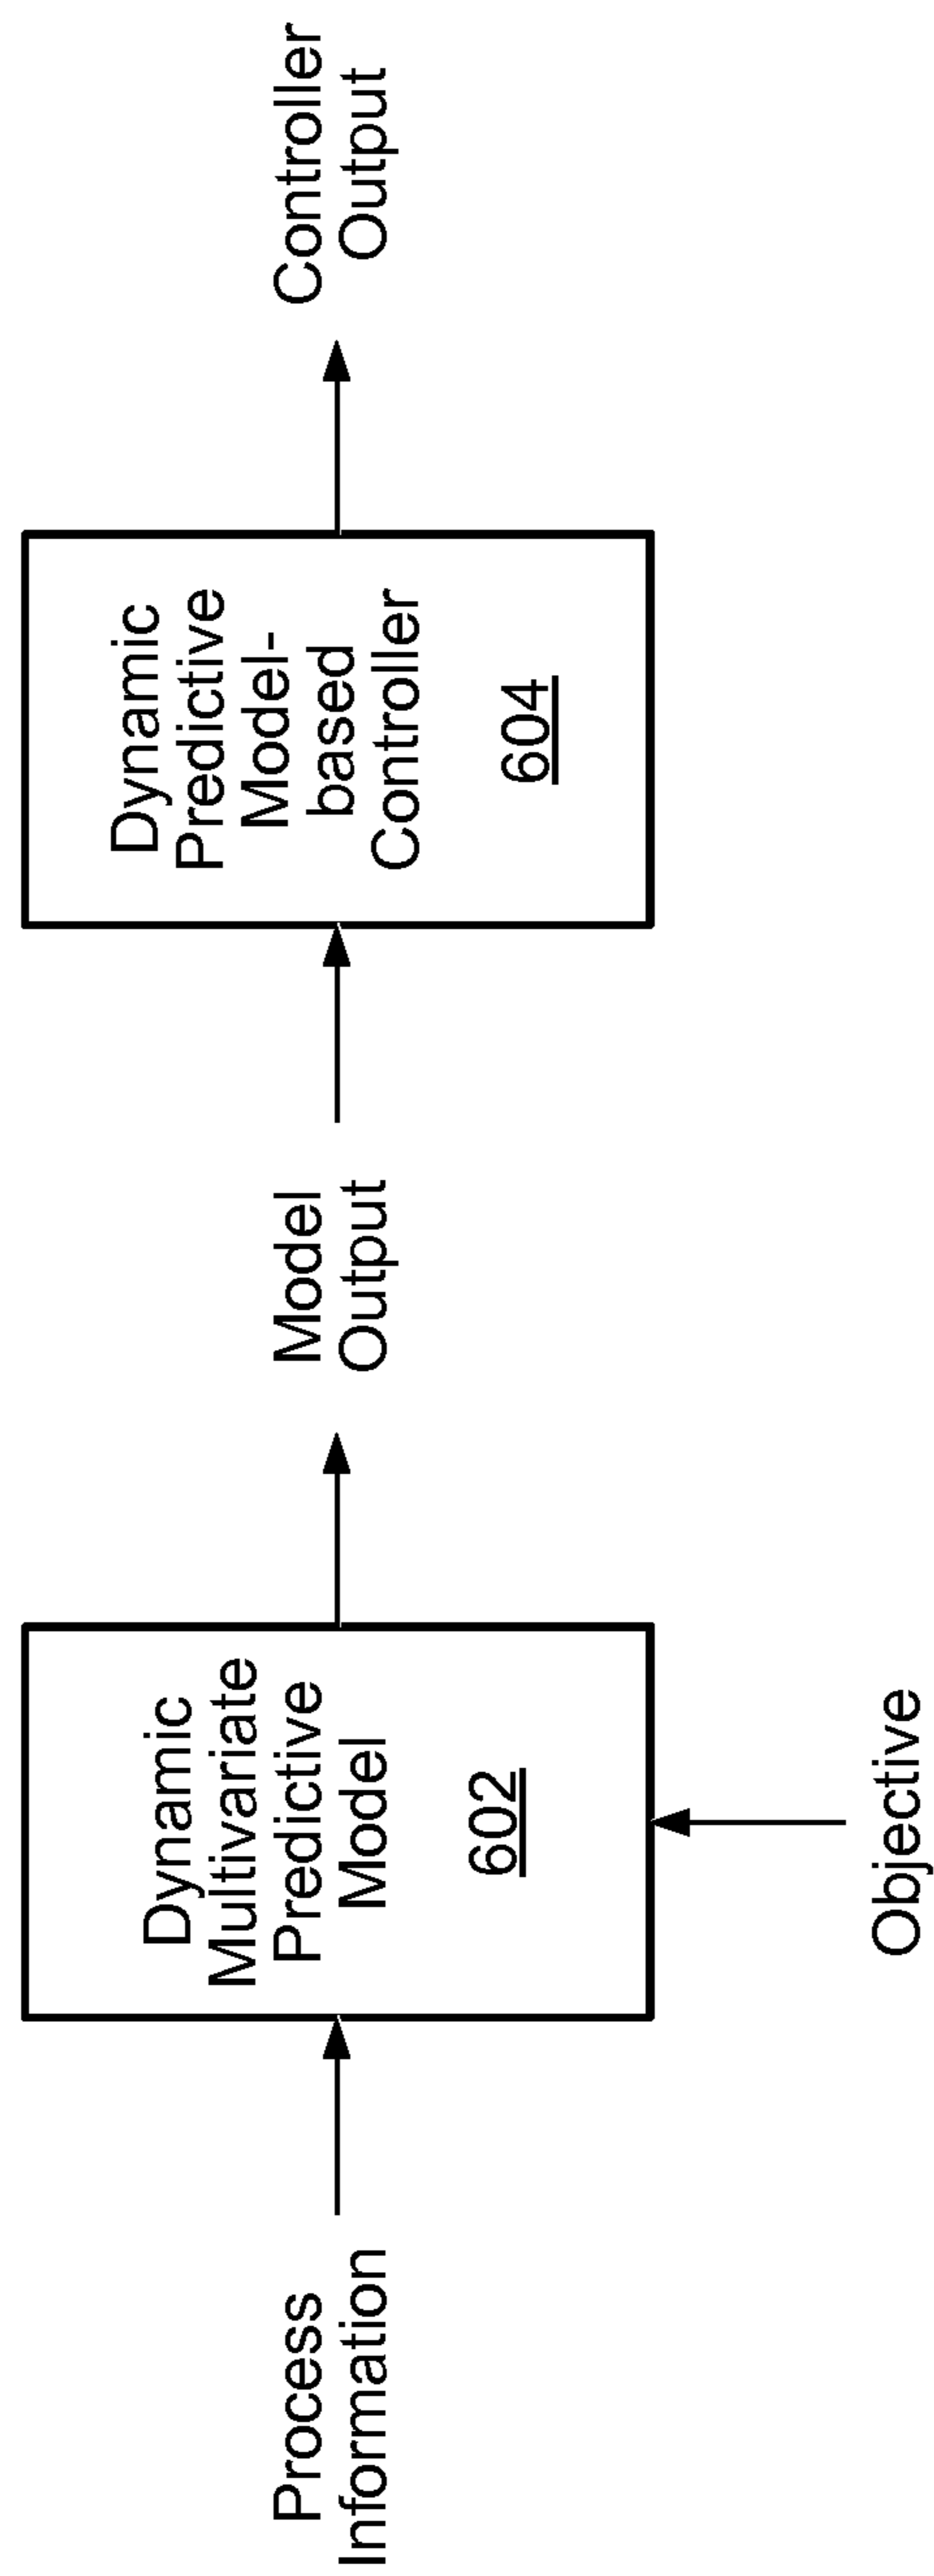 Process
Information
Dynamic
Multivariate
Predictive
Model
602
Objective
Model
Output
Dynamic
Predictive
Model-
based
Controller
604
Controller
Output